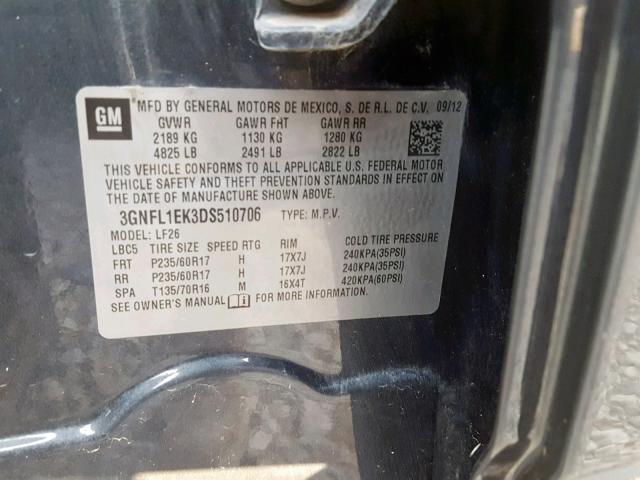 GM
MFD BY GENERAL MOTORS DE MEXICO, S. DE R.L. DE C.V. 09/12
GVWR GAWR FHT GAWR RR
2189 KG 1130 KG 1280 KG
4825 LB 2491 LB 2822 LB
THIS VEHICLE CONFORMS TO ALL APPLICABLE U.S. FEDERAL MOTOR
VEHICLE SAFETY AND THEFT PREVENTION STANDARDS IN EFFECT ON
THE DATE OF MANUFACTURE SHOWN ABOVE.
3GNFL1EK3DS510706 TYPE: M.P.V.
MODEL: LF26
LBC5 TIRE SIZE SPEED RTG RIM COLD TIRE PRESSURE
FRT P235/60R17 H 17X7J 240KPA(35PSI)
RR P235/60R17 H 17X7J 240KPA(35PSI)
SPA T135/70R16 M 16X4T 420KPA(60PSI)
SEE OWNER'S MANUAL FOR MORE INFORMATION.